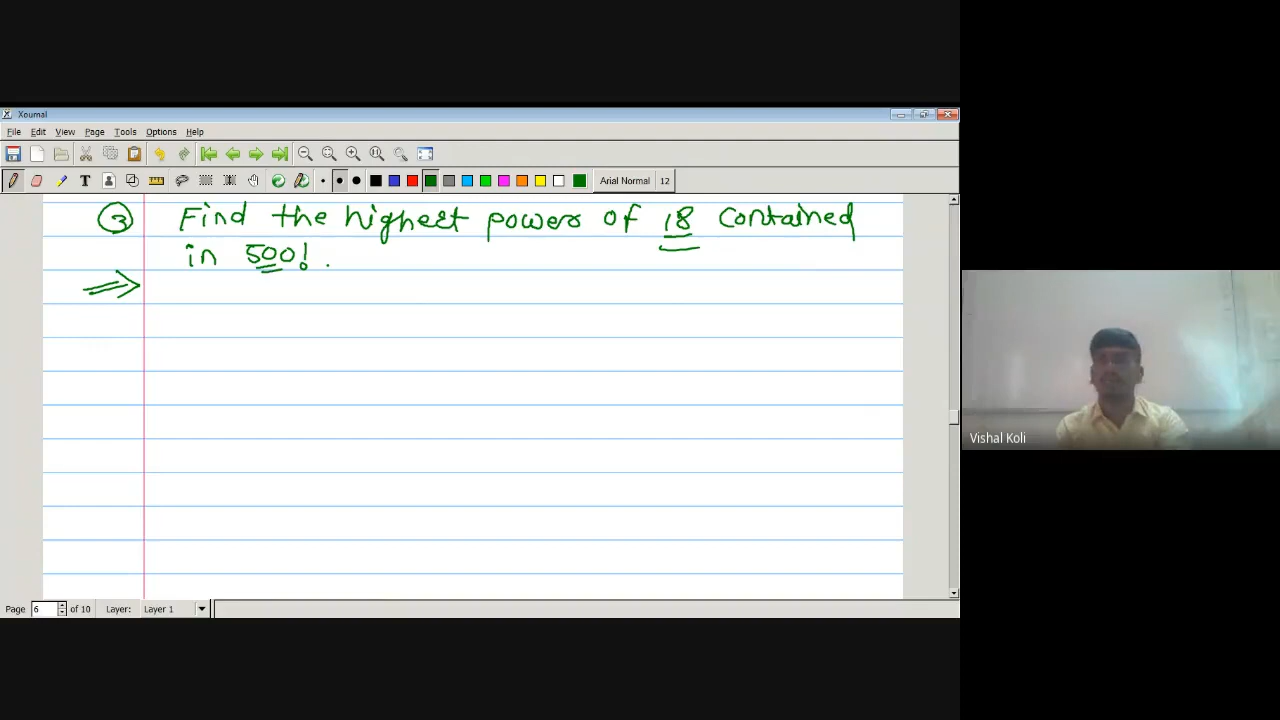 Xournal
File Edit View Page Tools Options Help
T Arial Normal 12
③ Find the highest powers of 18 contained
in 500! .
⇒
Vishal Koli
Page 6 of 10 Layer: Layer 1